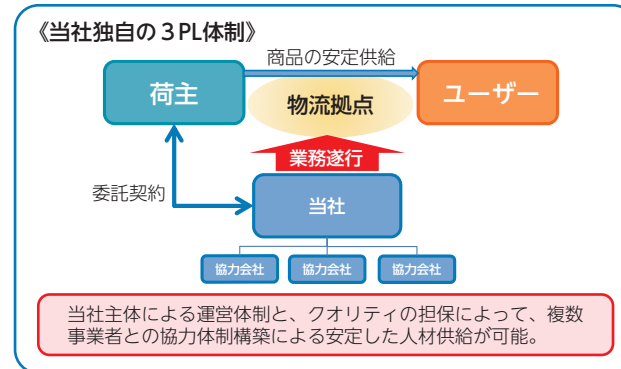 《当社独自の３PL体制》
商品の安定供給
荷主
物流拠点
ユーザー
業務遂行
委託契約
当社
協力会社
協力会社
協力会社
当社主体による運営体制と、クオリティの担保によって、複数
事業者との協力体制構築による安定した人材供給が可能。